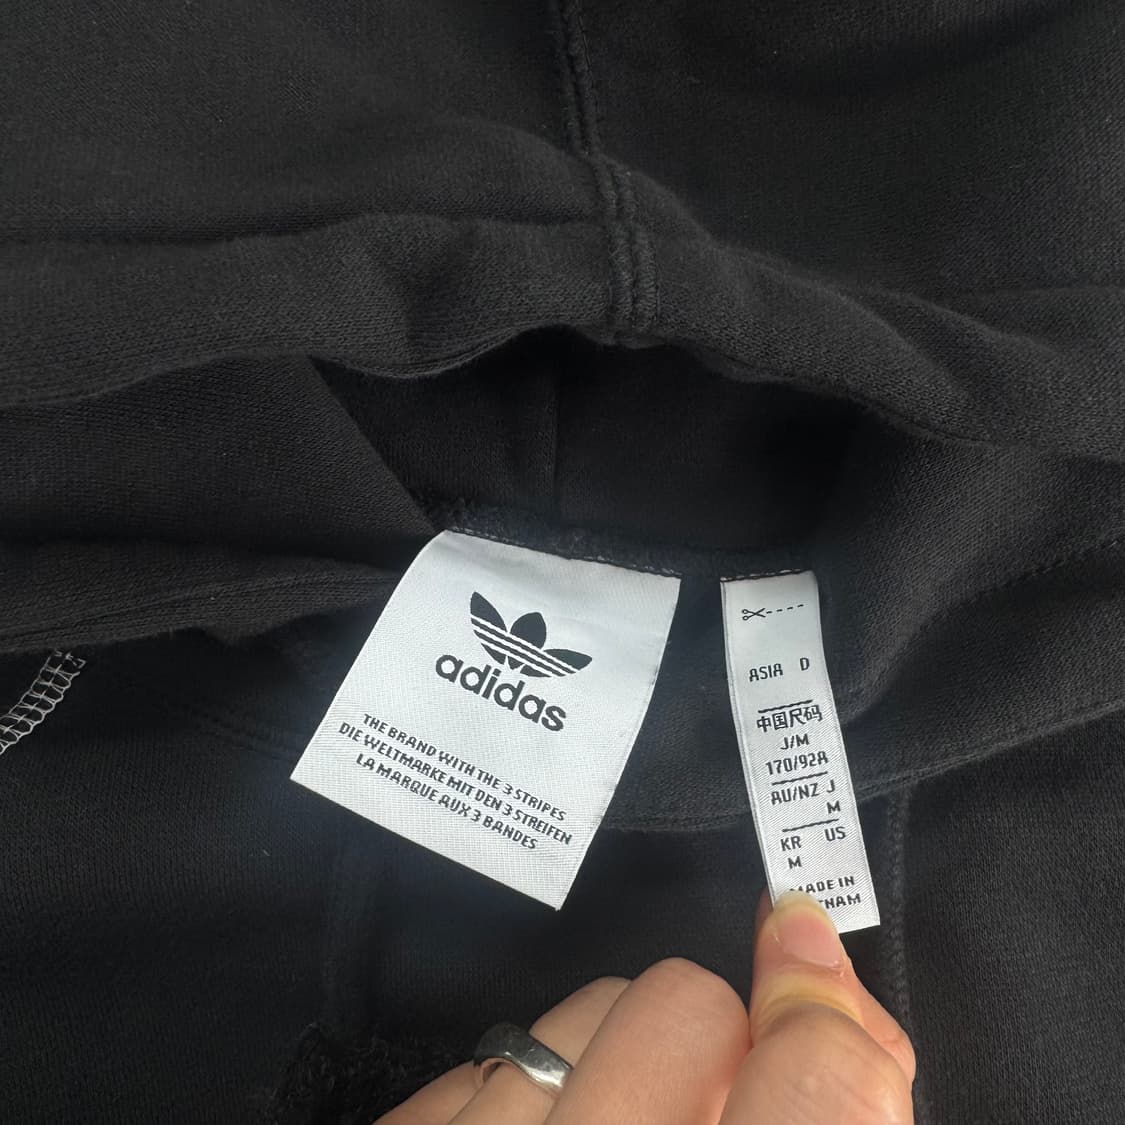 adidas
THE BRAND WITH THE 3 STRIPES
DIE WELTMARKE MIT DEN 3 STREIFEN
LA MARQUE AUX 3 BANDES
ASIA D
中国尺码
J/M
170/92A
AU/NZ J
M
KR US
M
MADE IN